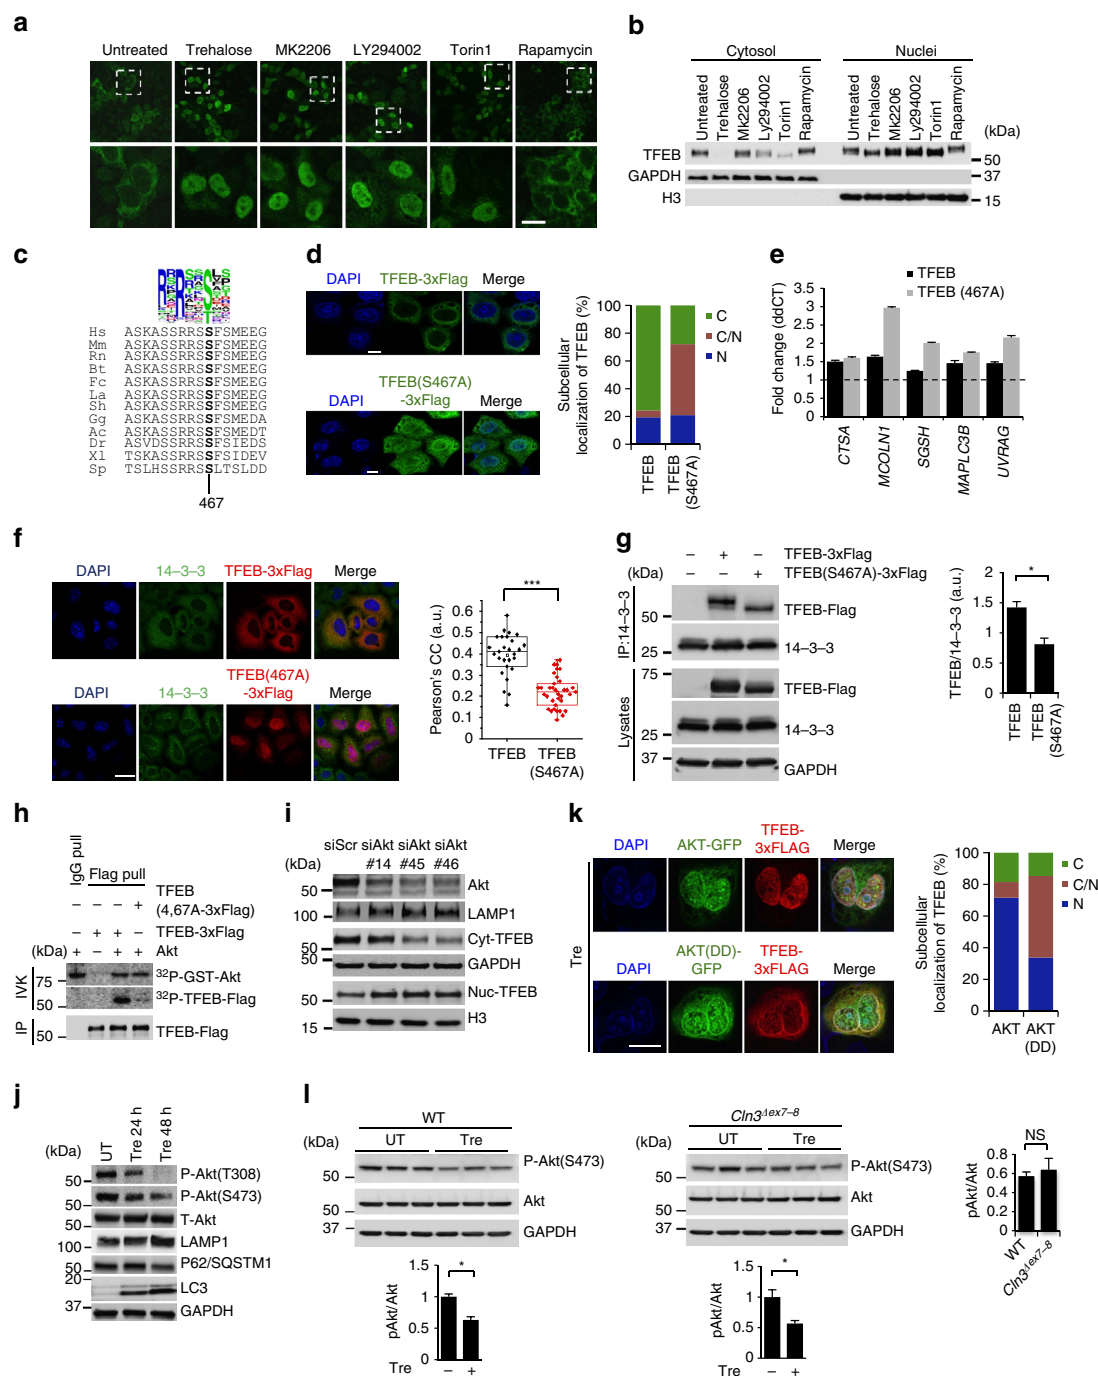 a
Untreated Trehalose MK2206 LY294002 Torin1 Rapamycin
b
Cytosol Nuclei
Untreated Trehalose MK2206 Ly294002 Torin1 Rapamycin Untreated Trehalose MK2206 LY294002 Torin1 Rapamycin
(kDa)
TFEB 50
GAPDH 37
H3 15
c
Hs ASKASSRRSSFSMEEG
Mm ASKASSRRSSFSMEEG
Rn ASKASSRRSSFSMEEG
Bt ASKASSRRSSFSMEEG
Fc ASKASSRRSSFSMEEG
La ASKASSRRSSFSMEEG
Sh ASKASSRRSSFSMEEG
Gg ASKASSRRSSFSMEDA
Ac ASKASSRRSSFSMEDA
Dr ASVDSSRRSSFSIEDS
Xl TSKASSRRSSFSIDEV
Sp TSLHSSRRSSLTSLDD
467
d
DAPI TFEB-3xFlag Merge
DAPI TFEB(S467A) -3xFlag Merge
Subcellular localization of TFEB (%)
100
80
60
40
20
0
C
C/N
N
TFEB TFEB (S467A)
e
TFEB
TFEB (467A)
Fold change (ddCT)
3.5
3
2.5
2
1.5
1
0.5
0
CTSA MCOLN1 SGSH MAPLC3B UVRAG
f
DAPI 14–3–3 TFEB-3xFlag Merge
DAPI 14–3–3 TFEB(467A) -3xFlag Merge
***
Pearson's CC (a.u.)
0.6
0.5
0.4
0.3
0.2
0.1
0
TFEB TFEB (S467A)
g
– + – TFEB-3xFlag
– – + TFEB(S467A)-3xFlag
(kDa)
IP:14–3–3
50 TFEB-Flag
25 14–3–3
Lysates
75 TFEB-Flag
25 14–3–3
37 GAPDH
*
TFEB/14–3–3 (a.u.)
2
1.5
1
0.5
0
TFEB TFEB (S467A)
h
IgG pull
Flag pull
– – – + TFEB (4,67A-3xFlag)
– + + – TFEB-3xFlag
(kDa) + – + + Akt
IVK
75 32P-GST-Akt
50 32P-TFEB-Flag
IP
50 TFEB-Flag
i
siScr siAkt siAkt siAkt
(kDa) #14 #45 #46
50 Akt
100 LAMP1
50 Cyt-TFEB
37 GAPDH
50 Nuc-TFEB
15 H3
k
Tre
DAPI AKT-GFP TFEB-3xFLAG Merge
DAPI AKT(DD)-GFP TFEB-3xFLAG Merge
Subcellular localization of TFEB (%)
100
80
60
40
20
0
C
C/N
N
AKT AKT (DD)
j
(kDa) UT Tre 24 h Tre 48 h
50 P-Akt(T308)
50 P-Akt(S473)
50 T-Akt
100 LAMP1
50 P62/SQSTM1
20 LC3
37 GAPDH
l
WT
(kDa) UT Tre
50 P-Akt(S473)
50 Akt
37 GAPDH
*
pAkt/Akt
1.5
1
0.5
0
Tre – +
Cln3Δex7–8
(kDa) UT Tre
50 P-Akt(S473)
50 Akt
37 GAPDH
*
pAkt/Akt
1.5
1
0.5
0
Tre – +
NS
pAkt/Akt
0.8
0.6
0.4
0.2
0
WT Cln3Δex7–8